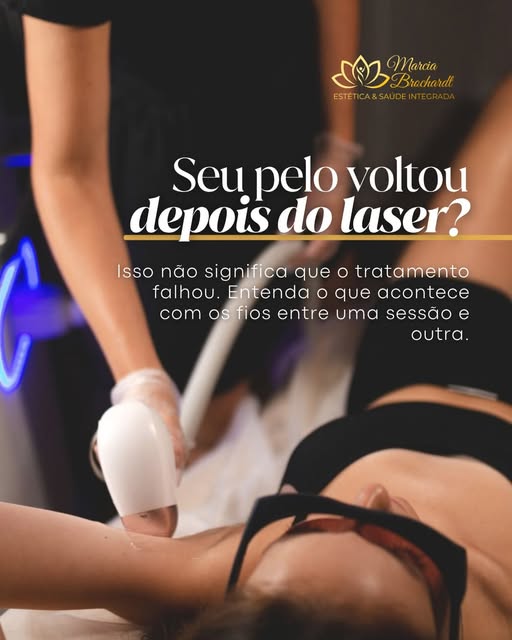 Marcia
Brochardt
ESTÉTICA & SAÚDE INTEGRADA
Seu pelo voltou
depois do laser?
Isso não significa que o tratamento
falhou. Entenda o que acontece
com os fios entre uma sessão e
outra.